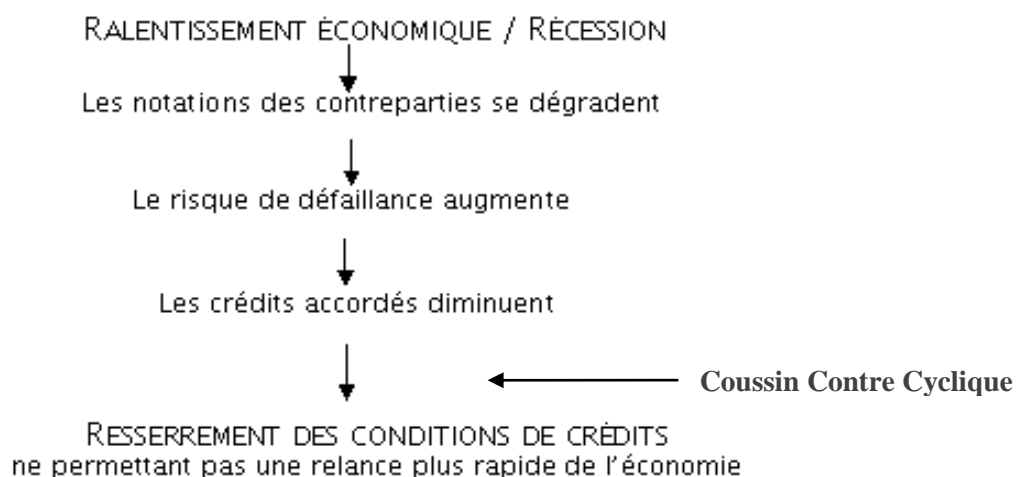 RALENTISSEMENT ÉCONOMIQUE / RÉCESSION
Les notations des contreparties se dégradent
Le risque de défaillance augmente
Les crédits accordés diminuent
Coussin Contre Cyclique
RESSERREMENT DES CONDITIONS DE CRÉDITS
ne permettant pas une relance plus rapide de l'économie